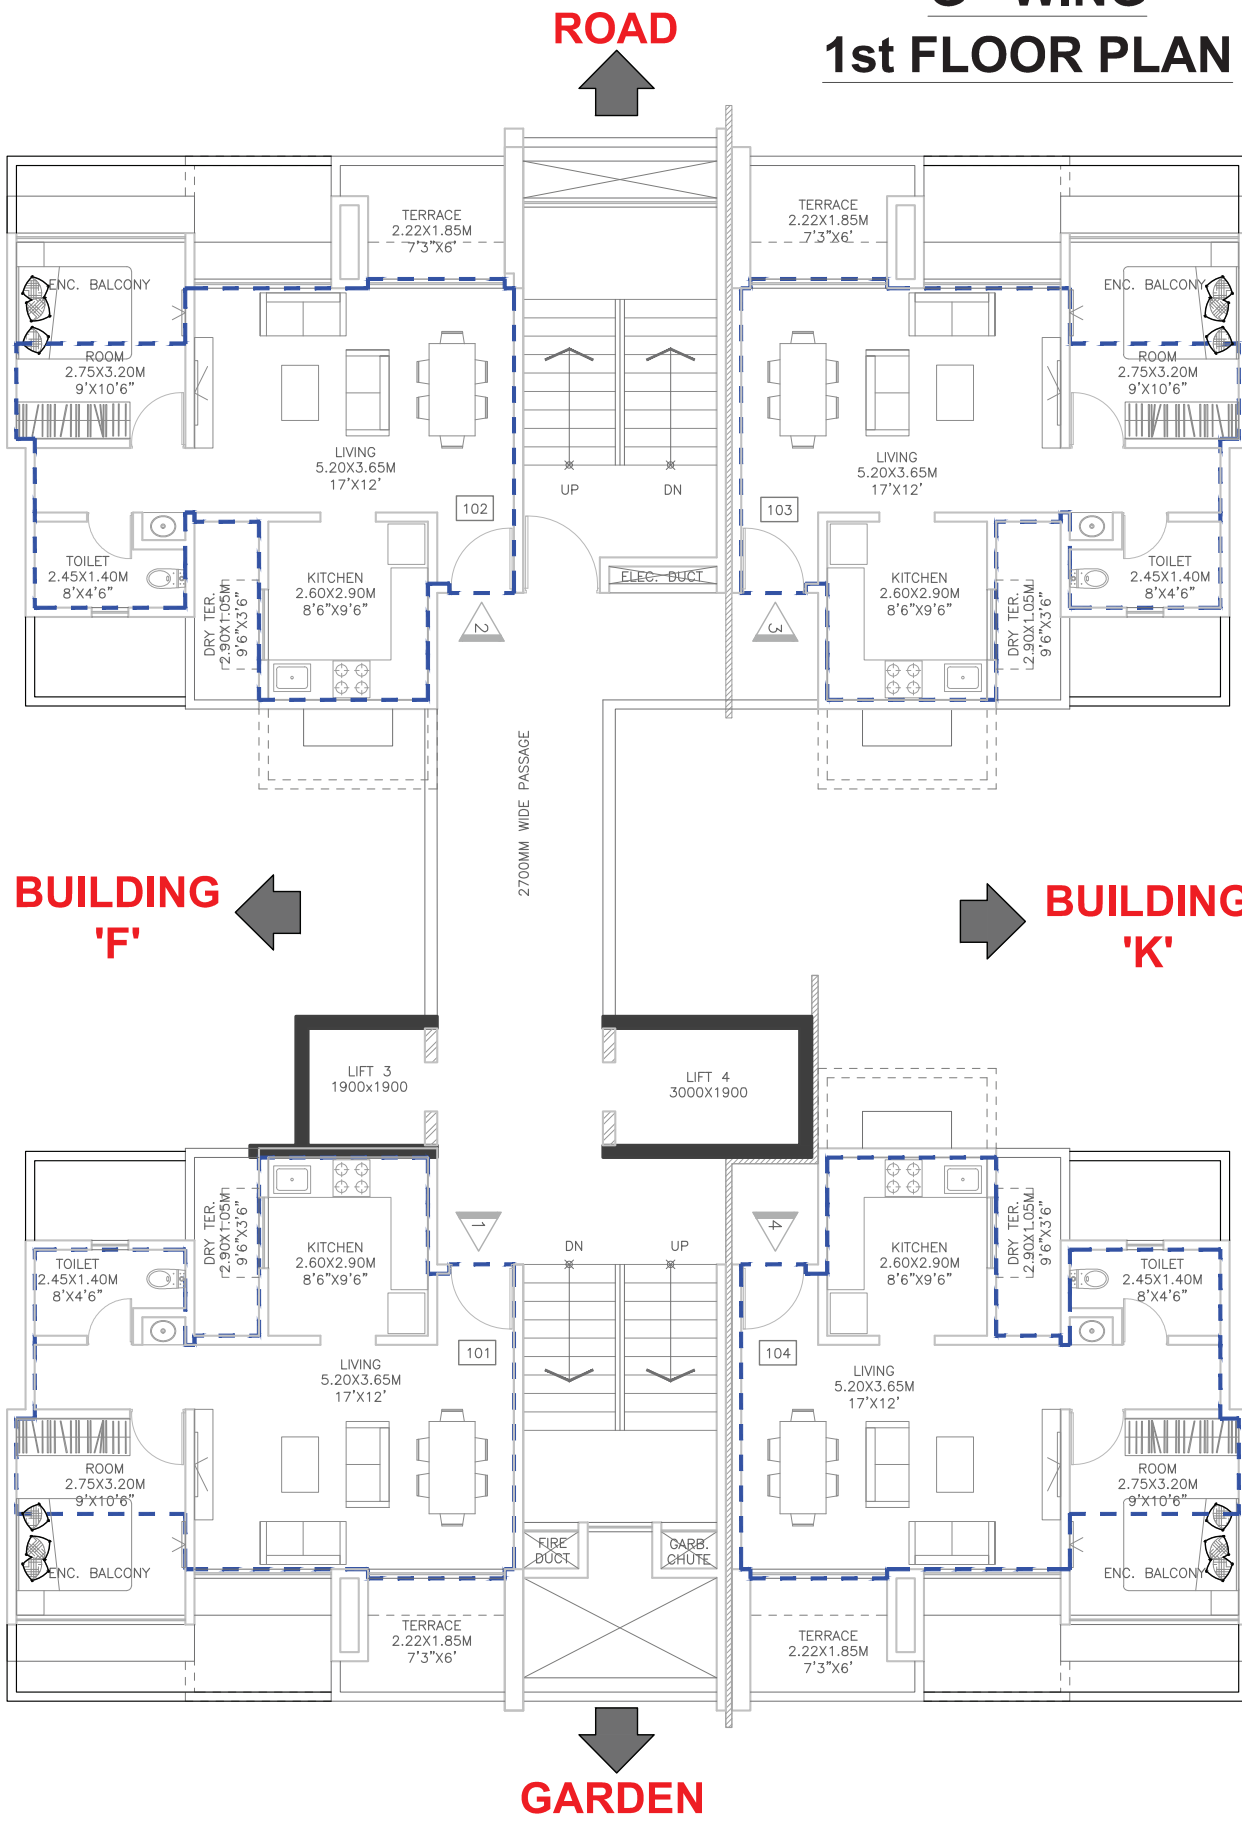 WING
1st FLOOR PLAN
ROAD
TERRACE
2.22X1.85M
7'3"X6'
TERRACE
2.22X1.85M
7'3"X6'
ENC. BALCONY
ROOM
2.75X3.20M
9'X10'6"
ENC. BALCONY
ROOM
2.75X3.20M
9'X10'6"
LIVING
5.20X3.65M
17'X12'
LIVING
5.20X3.65M
17'X12'
UP
DN
102
103
TOILET
2.45X1.40M
8'X4'6"
DRY TER.
2.90X1.05M
9'6"X3'6"
KITCHEN
2.60X2.90M
8'6"X9'6"
ELEC. DUCT
KITCHEN
2.60X2.90M
8'6"X9'6"
DRY TER.
2.90X1.05M
9'6"X3'6"
TOILET
2.45X1.40M
8'X4'6"
2
3
2700MM WIDE PASSAGE
BUILDING
'F'
BUILDING
'K'
LIFT 3
1900x1900
LIFT 4
3000X1900
1
4
TOILET
2.45X1.40M
8'X4'6"
DRY TER.
2.90X1.05M
9'6"X3'6"
KITCHEN
2.60X2.90M
8'6"X9'6"
DN
UP
KITCHEN
2.60X2.90M
8'6"X9'6"
DRY TER.
2.90X1.05M
9'6"X3'6"
TOILET
2.45X1.40M
8'X4'6"
101
104
LIVING
5.20X3.65M
17'X12'
LIVING
5.20X3.65M
17'X12'
ROOM
2.75X3.20M
9'X10'6"
ENC. BALCONY
ROOM
2.75X3.20M
9'X10'6"
ENC. BALCONY
FIRE
DUCT
GARB.
CHUTE
TERRACE
2.22X1.85M
7'3"X6'
TERRACE
2.22X1.85M
7'3"X6'
GARDEN